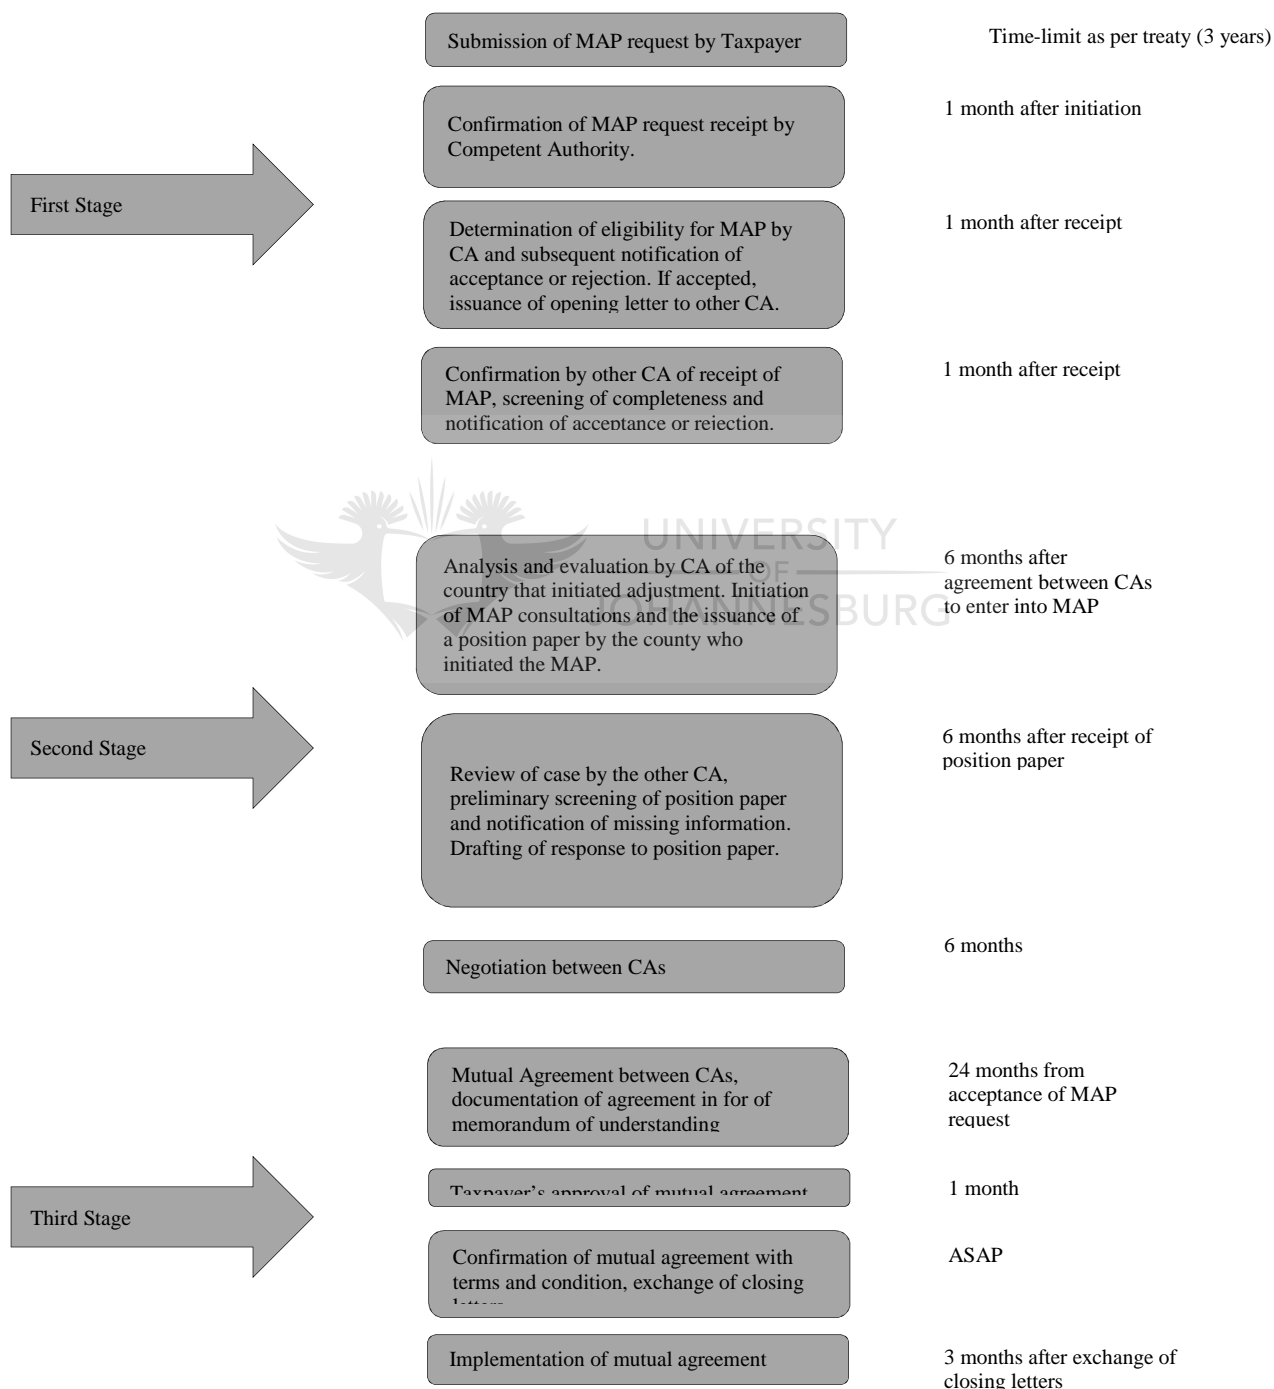 Submission of MAP request by Taxpayer
Time-limit as per treaty (3 years)
Confirmation of MAP request receipt by
Competent Authority.
1 month after initiation
First Stage
Determination of eligibility for MAP by
CA and subsequent notification of
acceptance or rejection. If accepted,
issuance of opening letter to other CA.
1 month after receipt
Confirmation by other CA of receipt of
MAP, screening of completeness and
notification of acceptance or rejection.
1 month after receipt
UNIVERSITY
OF
JOHANNESBURG
Analysis and evaluation by CA of the
country that initiated adjustment. Initiation
of MAP consultations and the issuance of
a position paper by the county who
initiated the MAP.
6 months after
agreement between CAs
to enter into MAP
Second Stage
Review of case by the other CA,
preliminary screening of position paper
and notification of missing information.
Drafting of response to position paper.
6 months after receipt of
position paper
Negotiation between CAs
6 months
Mutual Agreement between CAs,
documentation of agreement in for of
memorandum of understanding
24 months from
acceptance of MAP
request
Third Stage
Taxpayer's approval of mutual agreement
1 month
Confirmation of mutual agreement with
terms and condition, exchange of closing
letters
ASAP
Implementation of mutual agreement
3 months after exchange of
closing letters